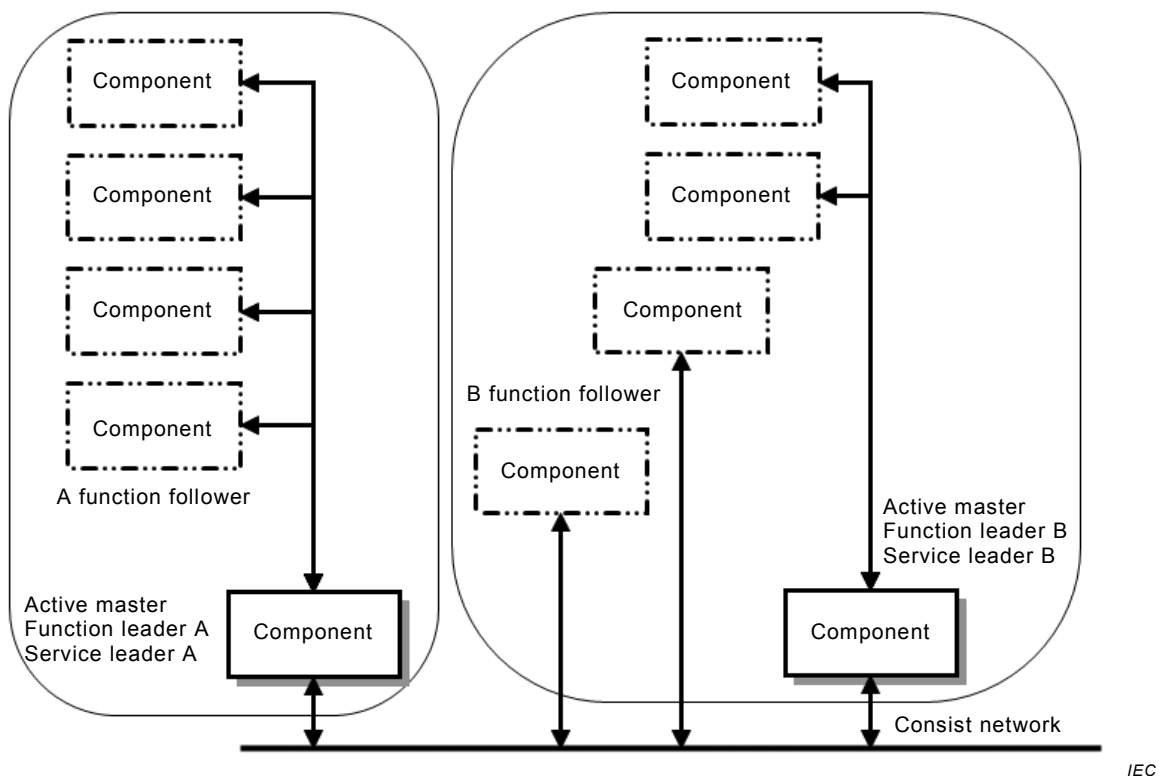 Component
Component
Component
Component
A function follower
Active master
Function leader A
Service leader A
Component
Component
Component
Component
B function follower
Component
Active master
Function leader B
Service leader B
Component
Consist network
IEC